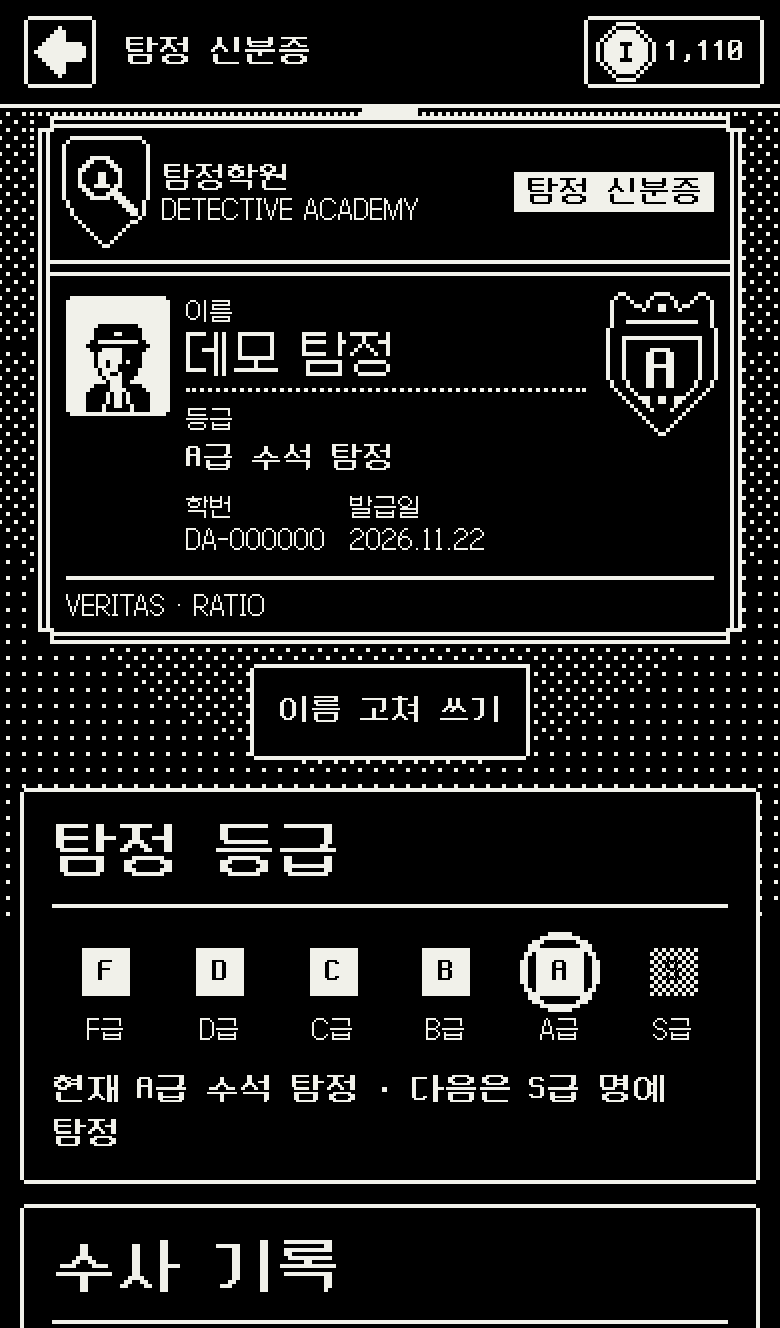 탐정 신분증
I 1,110
탐정학원
DETECTIVE ACADEMY
탐정 신분증
이름
데모 탐정
A
등급
A급 수석 탐정
학번 발급일
DA-000000 2026.11.22
VERITAS · RATIO
이름 고쳐 쓰기
탐정 등급
F D C B A
F급 D급 C급 B급 A급 S급
현재 A급 수석 탐정 · 다음은 S급 명예
탐정
수사 기록